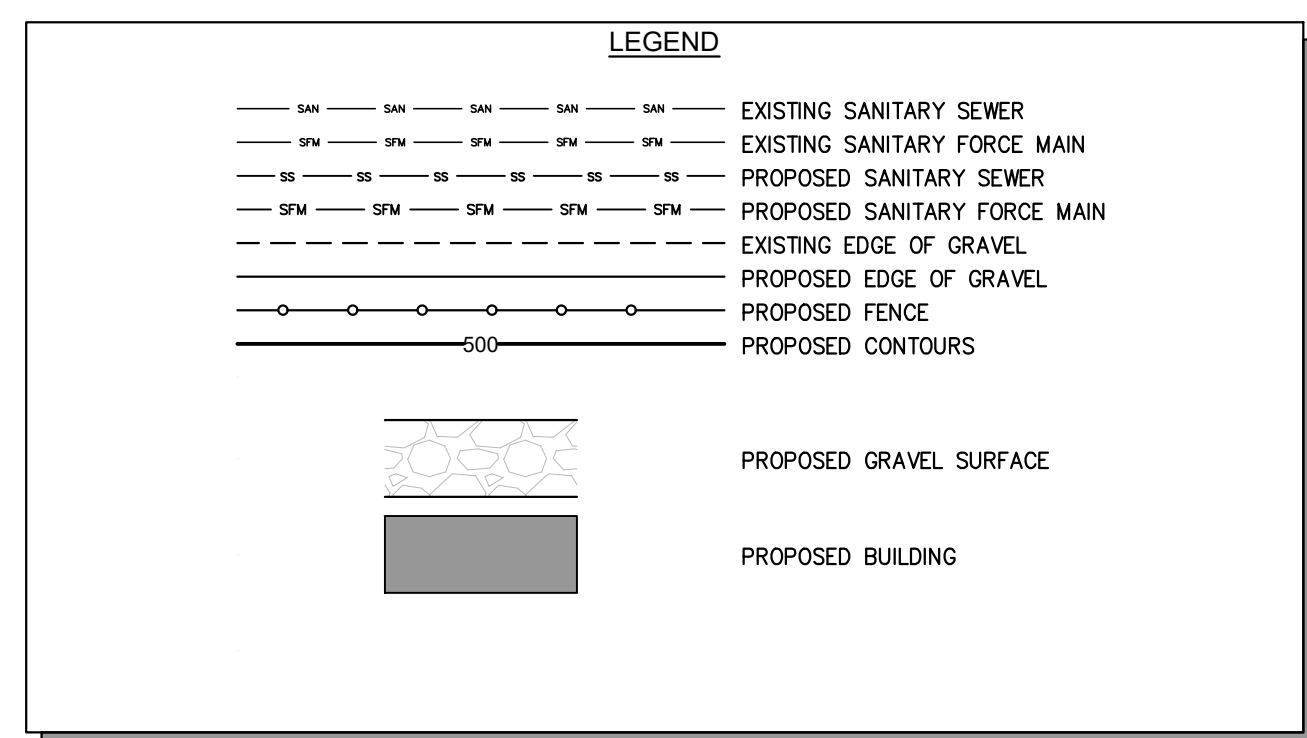 LEGEND
SAN SAN SAN SAN SAN EXISTING SANITARY SEWER
SFM SFM SFM SFM SFM EXISTING SANITARY FORCE MAIN
SS SS SS SS SS SS PROPOSED SANITARY SEWER
SFM SFM SFM SFM SFM PROPOSED SANITARY FORCE MAIN
EXISTING EDGE OF GRAVEL
PROPOSED EDGE OF GRAVEL
PROPOSED FENCE
500 PROPOSED CONTOURS
PROPOSED GRAVEL SURFACE
PROPOSED BUILDING